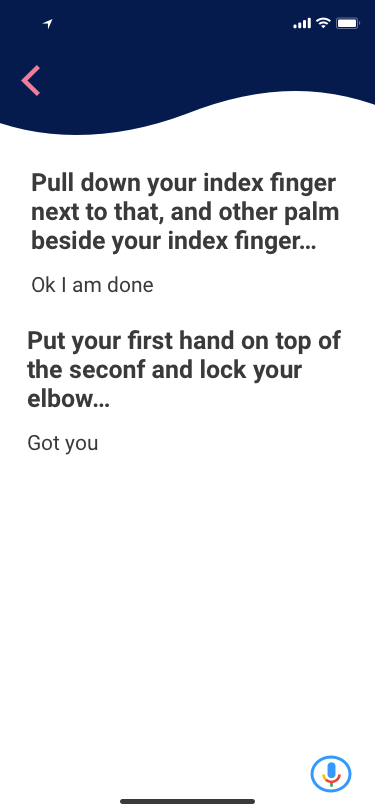 Pull down your index finger
next to that, and other palm
beside your index finger...
Ok I am done
Put your first hand on top of
the seconf and lock your
elbow...
Got you